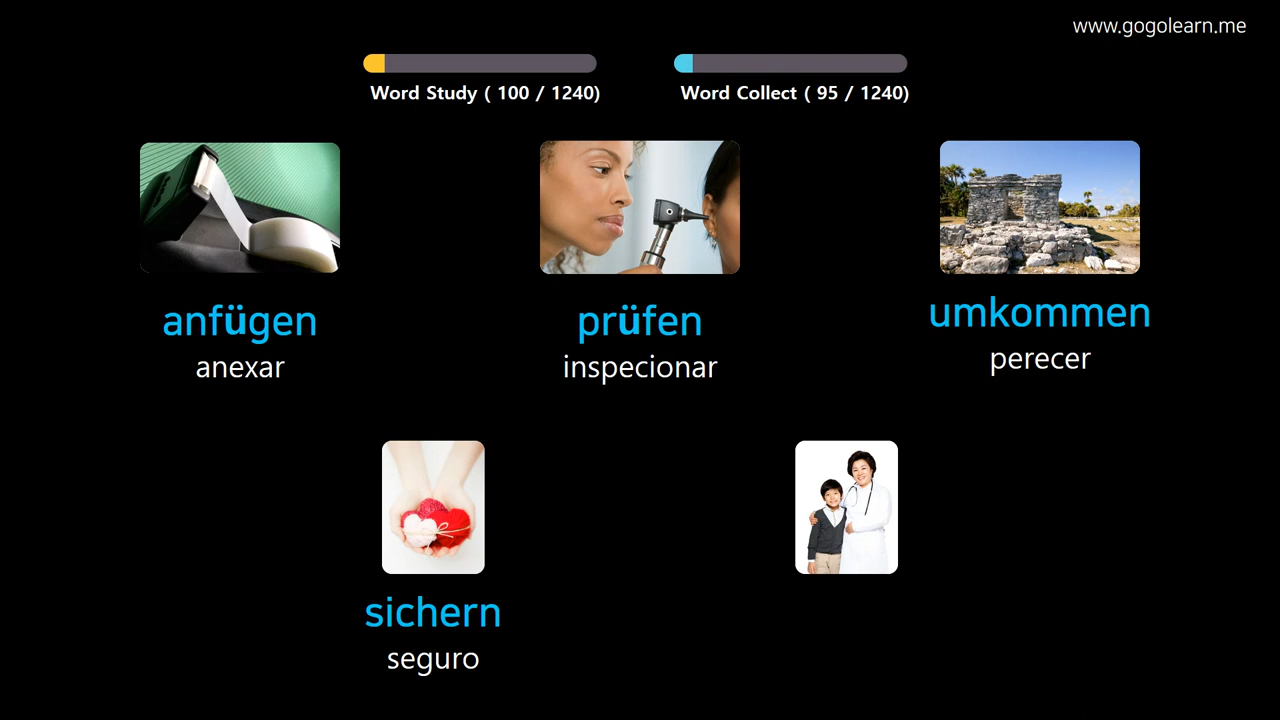 www.gogolearn.me
Word Study ( 100 / 1240)
Word Collect ( 95 / 1240)
anfügen
anexar
prüfen
inspecionar
umkommen
perecer
sichern
seguro